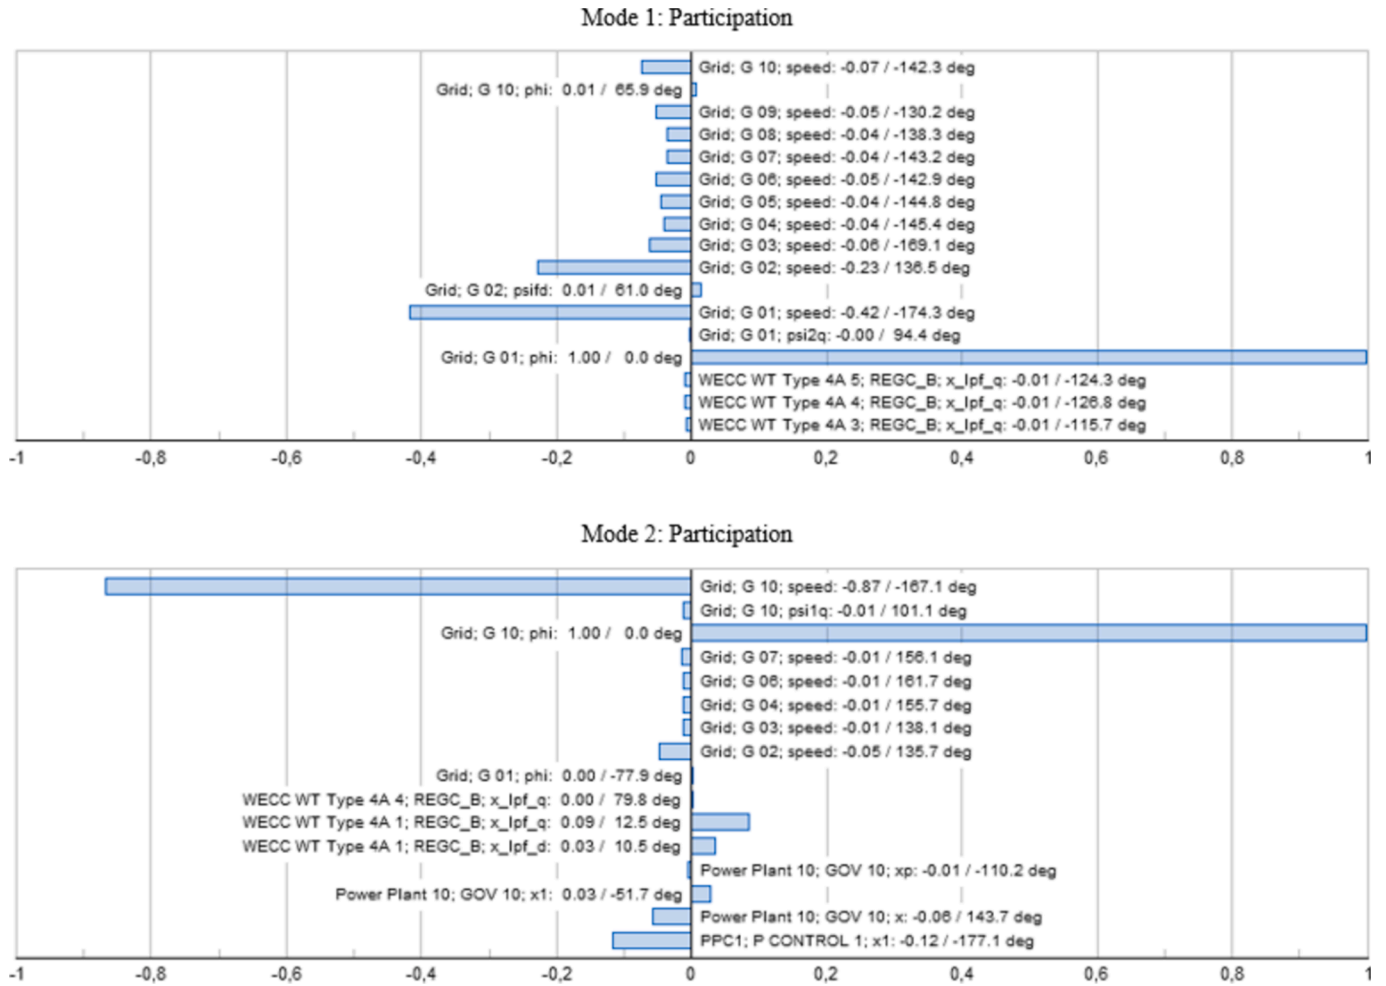 Mode 1: Participation
Grid; G 10; speed: -0.07 / -142.3 deg
Grid; G 10; phi: 0.01 / 65.9 deg
Grid; G 09; speed: -0.05 / -130.2 deg
Grid; G 08; speed: -0.04 / -138.3 deg
Grid; G 07; speed: -0.04 / -143.2 deg
Grid; G 06; speed: -0.05 / -142.9 deg
Grid; G 05; speed: -0.04 / -144.8 deg
Grid; G 04; speed: -0.04 / -145.4 deg
Grid; G 03; speed: -0.06 / -169.1 deg
Grid; G 02; speed: -0.23 / 136.5 deg
Grid; G 02; psifd: 0.01 / 61.0 deg
Grid; G 01; speed: -0.42 / -174.3 deg
Grid; G 01; psi2q: -0.00 / 94.4 deg
Grid; G 01; phi: 1.00 / 0.0 deg
WECC WT Type 4A 5; REGC_B; x_lpf_q: -0.01 / -124.3 deg
WECC WT Type 4A 4; REGC_B; x_lpf_q: -0.01 / -126.8 deg
WECC WT Type 4A 3; REGC_B; x_lpf_q: -0.01 / -115.7 deg
-1 -0,8 -0,6 -0,4 -0,2 0 0,2 0,4 0,6 0,8 1
Mode 2: Participation
Grid; G 10; speed: -0.87 / -167.1 deg
Grid; G 10; psi1q: -0.01 / 101.1 deg
Grid; G 10; phi: 1.00 / 0.0 deg
Grid; G 07; speed: -0.01 / 156.1 deg
Grid; G 06; speed: -0.01 / 161.7 deg
Grid; G 04; speed: -0.01 / 155.7 deg
Grid; G 03; speed: -0.01 / 138.1 deg
Grid; G 02; speed: -0.05 / 135.7 deg
Grid; G 01; phi: 0.00 / -77.9 deg
WECC WT Type 4A 4; REGC_B; x_lpf_q: 0.00 / 79.8 deg
WECC WT Type 4A 1; REGC_B; x_lpf_q: 0.09 / 12.5 deg
WECC WT Type 4A 1; REGC_B; x_lpf_d: 0.03 / 10.5 deg
Power Plant 10; GOV 10; xp: -0.01 / -110.2 deg
Power Plant 10; GOV 10; x1: 0.03 / -51.7 deg
Power Plant 10; GOV 10; x: -0.06 / 143.7 deg
PPC1; P CONTROL 1; x1: -0.12 / -177.1 deg
-1 -0,8 -0,6 -0,4 -0,2 0 0,2 0,4 0,6 0,8 1